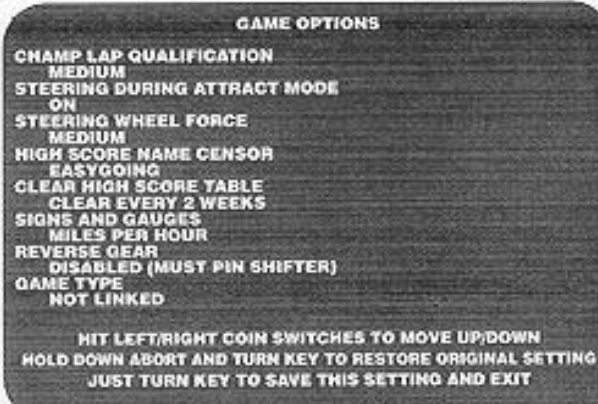 GAME OPTIONS
CHAMP LAP QUALIFICATION
MEDIUM
STEERING DURING ATTRACT MODE
ON
STEERING WHEEL FORCE
MEDIUM
HIGH SCORE NAME CENSOR
EASYGOING
CLEAR HIGH SCORE TABLE
CLEAR EVERY 2 WEEKS
SIGNS AND GAUGES
MILES PER HOUR
REVERSE GEAR
DISABLED (MUST PIN SHIFTER)
GAME TYPE
NOT LINKED
HIT LEFT/RIGHT COIN SWITCHES TO MOVE UP/DOWN
HOLD DOWN ABORT AND TURN KEY TO RESTORE ORIGINAL SETTING
JUST TURN KEY TO SAVE THIS SETTING AND EXIT